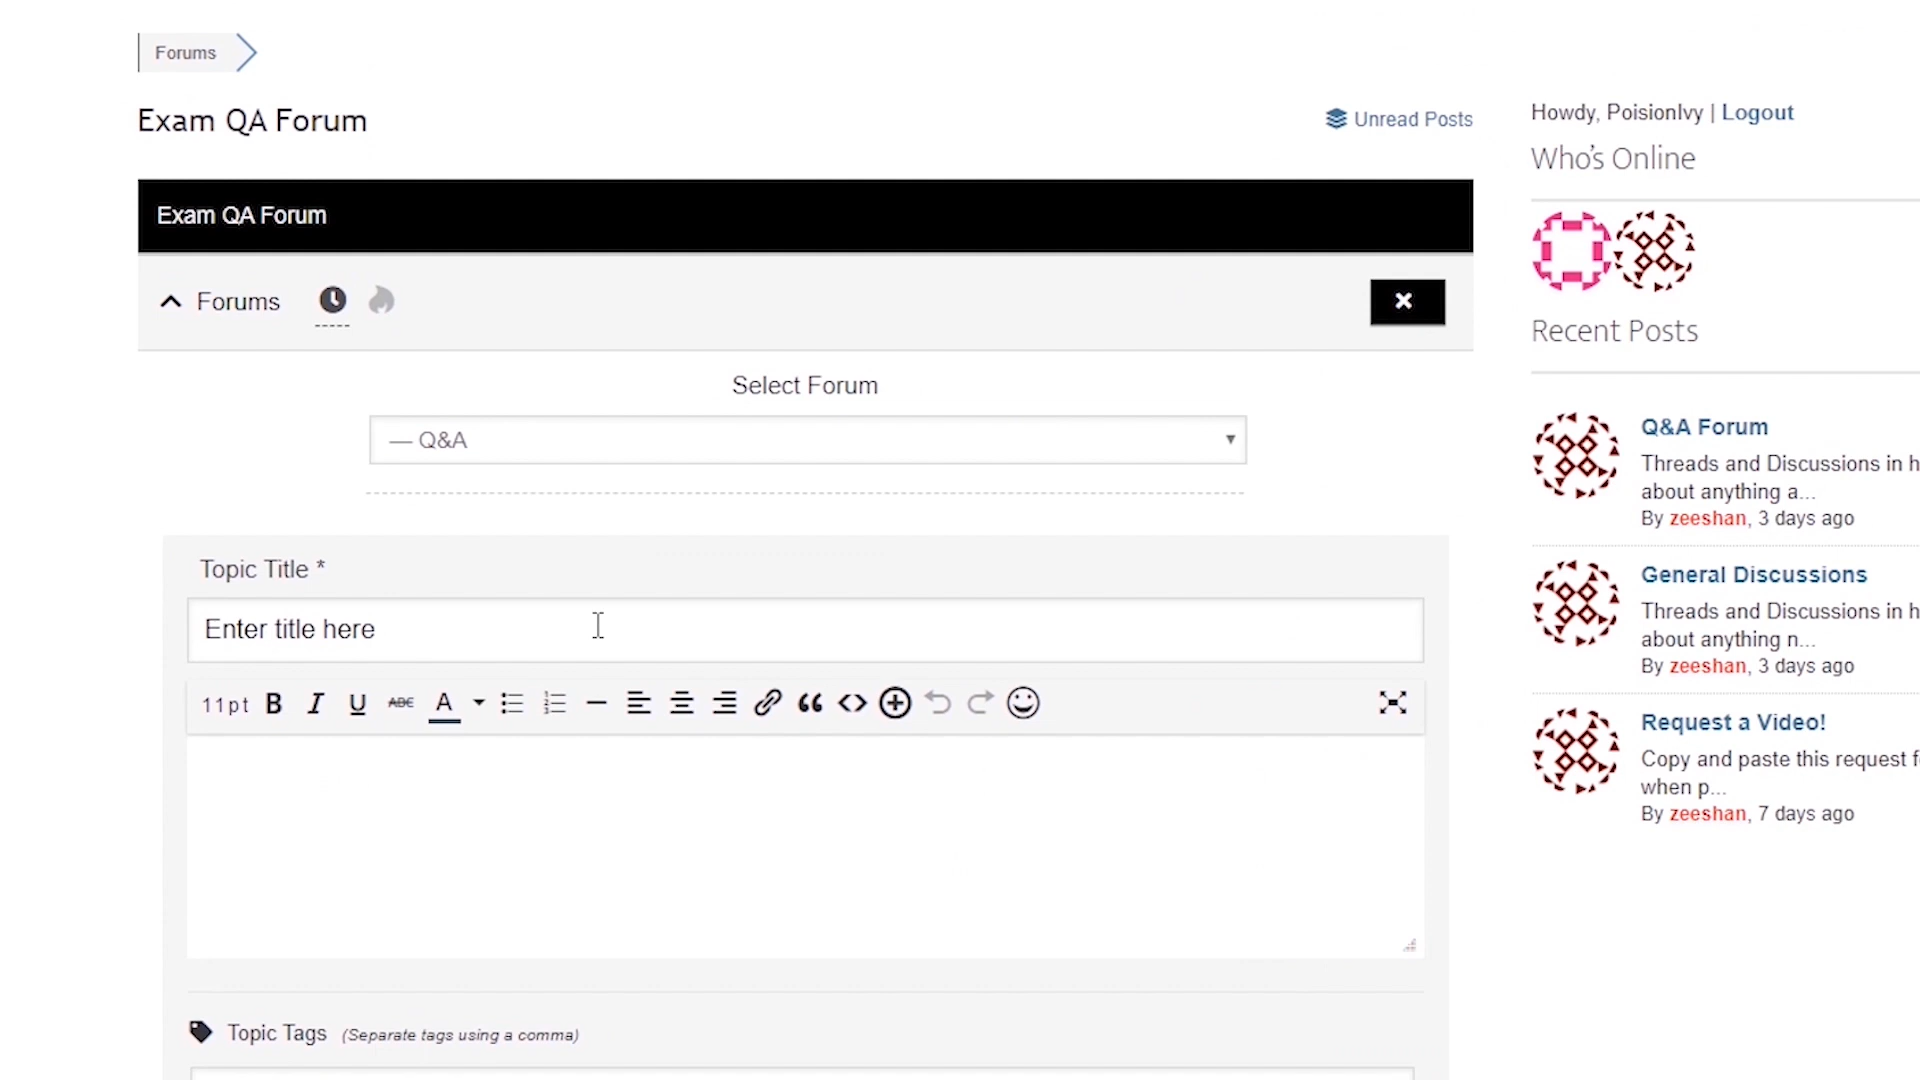 Forums
Exam QA Forum
Unread Posts
Exam QA Forum
Forums
Select Forum
— Q&A
Topic Title *
Enter title here
11pt B I U ABC A
Topic Tags (Separate tags using a comma)
Howdy, PoisionIvy | Logout
Who's Online
Recent Posts
Q&A Forum
Threads and Discussions in h
about anything a...
By zeeshan, 3 days ago
General Discussions
Threads and Discussions in h
about anything n...
By zeeshan, 3 days ago
Request a Video!
Copy and paste this request f
when p...
By zeeshan, 7 days ago